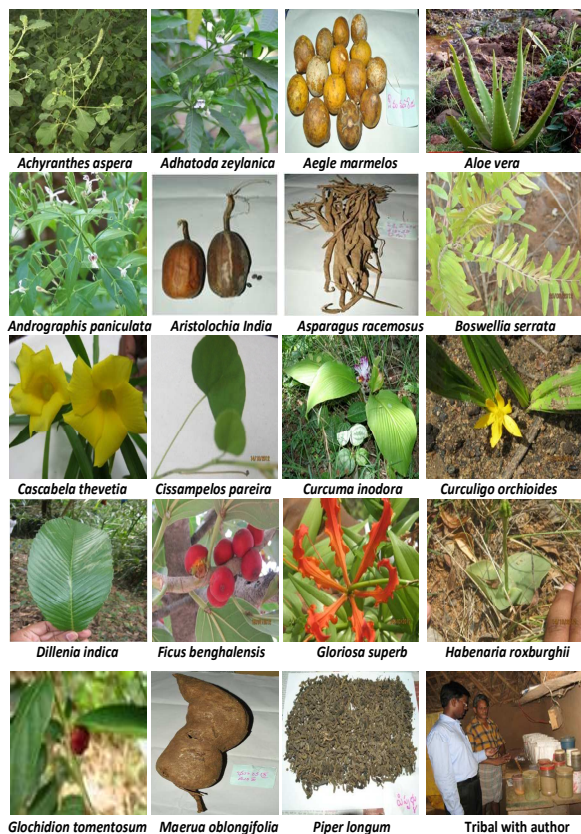 Achyranthes aspera
Adhatoda zeylanica
Aegle marmelos
Aloe vera
Andrographis paniculata
Aristolochia India
Asparagus racemosus
Boswellia serrata
Cascabela thevetia
Cissampelos pareira
Curcuma inodora
Curculigo orchioides
Dillenia indica
Ficus benghalensis
Gloriosa superb
Habenaria roxburghii
Glochidion tomentosum
Maerua oblongifolia
Piper longum
Tribal with author